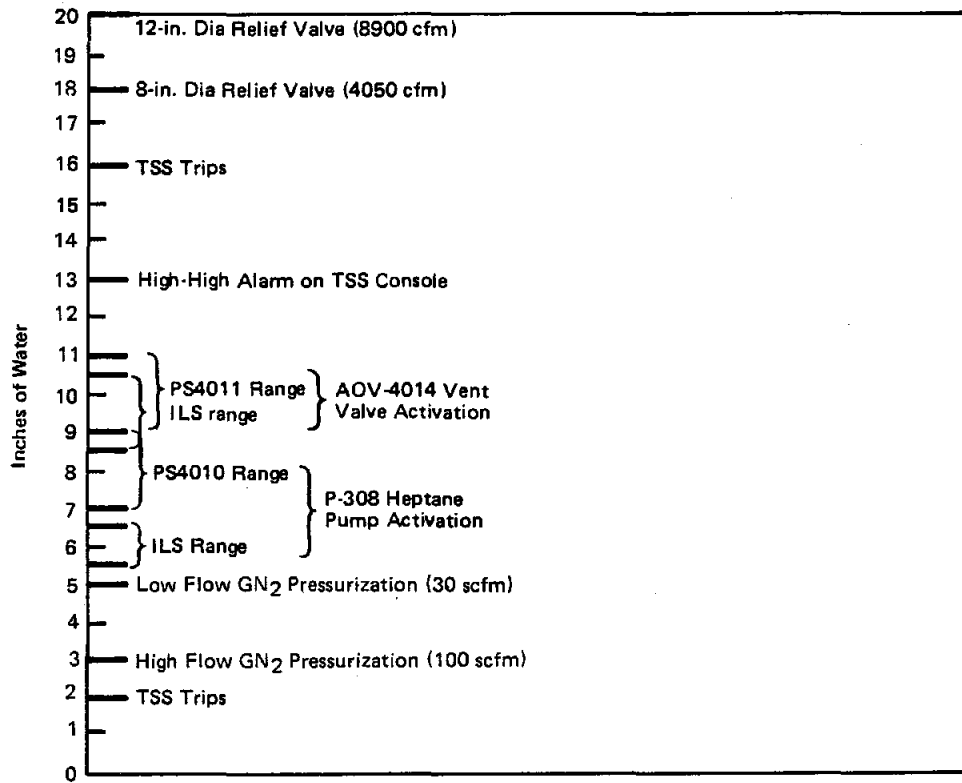 20
12-in. Dia Relief Valve (8900 cfm)
19
18
8-in. Dia Relief Valve (4050 cfm)
17
16
TSS Trips
15
14
13
High-High Alarm on TSS Console
12
11
10
PS4011 Range
ILS range
AOV-4014 Vent
Valve Activation
9
8
PS4010 Range
7
P-308 Heptane
Pump Activation
6
ILS Range
5
Low Flow GN2 Pressurization (30 scfm)
4
3
High Flow GN2 Pressurization (100 scfm)
2
TSS Trips
1
0
Inches of Water